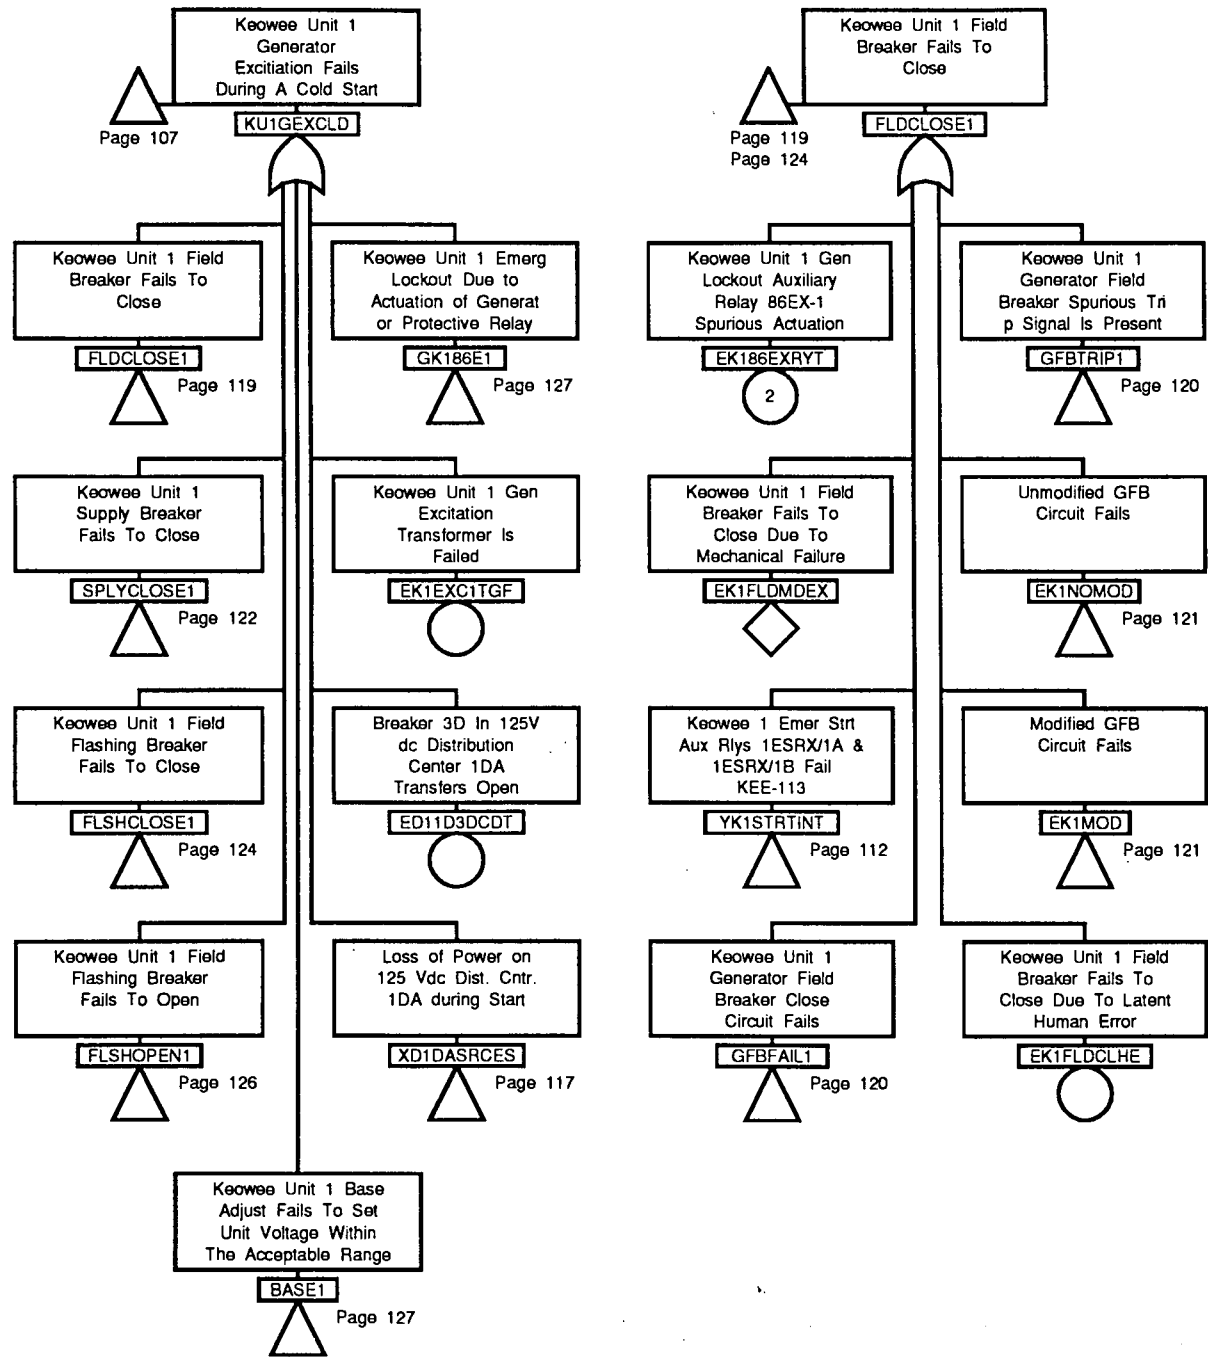 Keowee Unit 1
Generator
Excitiation Fails
During A Cold Start
Page 107
KU1GEXCLD
Keowee Unit 1 Field
Breaker Fails To
Close
FLDCLOSE1
Page 119
Keowee Unit 1 Emerg
Lockout Due to
Actuation of Generat
or Protective Relay
GK186E1
Page 127
Keowee Unit 1
Supply Breaker
Fails To Close
SPLYCLOSE1
Page 122
Keowee Unit 1 Gen
Excitation
Transformer Is
Failed
EK1EXC1TGF
Keowee Unit 1 Field
Flashing Breaker
Fails To Close
FLSHCLOSE1
Page 124
Breaker 3D In 125V
dc Distribution
Center 1DA
Transfers Open
ED11D3DCDT
Keowee Unit 1 Field
Flashing Breaker
Fails To Open
FLSHOPEN1
Page 126
Loss of Power on
125 Vdc Dist. Cntr.
1DA during Start
XD1DASRCES
Page 117
Keowee Unit 1 Base
Adjust Fails To Set
Unit Voltage Within
The Acceptable Range
BASE1
Page 127
Keowee Unit 1 Field
Breaker Fails To
Close
Page 119
Page 124
FLDCLOSE1
Keowee Unit 1 Gen
Lockout Auxiliary
Relay 86EX-1
Spurious Actuation
EK186EXRYT
2
Keowee Unit 1
Generator Field
Breaker Spurious Tri
p Signal Is Present
GFBTRIP1
Page 120
Keowee Unit 1 Field
Breaker Fails To
Close Due To
Mechanical Failure
EK1FLDMDEX
Unmodified GFB
Circuit Fails
EK1NOMOD
Page 121
Keowee 1 Emer Strt
Aux Rlys 1ESRX/1A &
1ESRX/1B Fail
KEE-113
YK1STRTINT
Page 112
Modified GFB
Circuit Fails
EK1MOD
Page 121
Keowee Unit 1
Generator Field
Breaker Close
Circuit Fails
GFBFAIL1
Page 120
Keowee Unit 1 Field
Breaker Fails To
Close Due To Latent
Human Error
EK1FLDCLHE